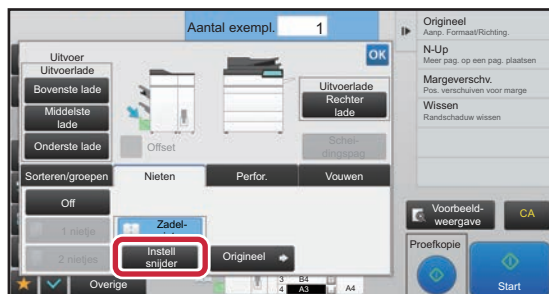 Aantal exempl. 1
Uitvoer
OK
Uitvoerlade
Bovenste lade
Middelste
lade
Onderste lade
Offset
Uitvoerlade
Rechter
lade
Schei-
dingspag.
Sorteren/groepen
Nieten
Perfor.
Vouwen
Off
1 nietje
2 nietjes
Zadel-
Instell
snijder
Origineel
Overige
3 B4
4 A3
A4
Origineel
Aanp. Formaat/Richting.
N-Up
Meer pag. op een pag. plaatsen
Margeverschv.
Pos. verschuiven voor marge
Wissen
Randschaduw wissen
Voorbeeld-
weergave
CA
Proefkopie
Start